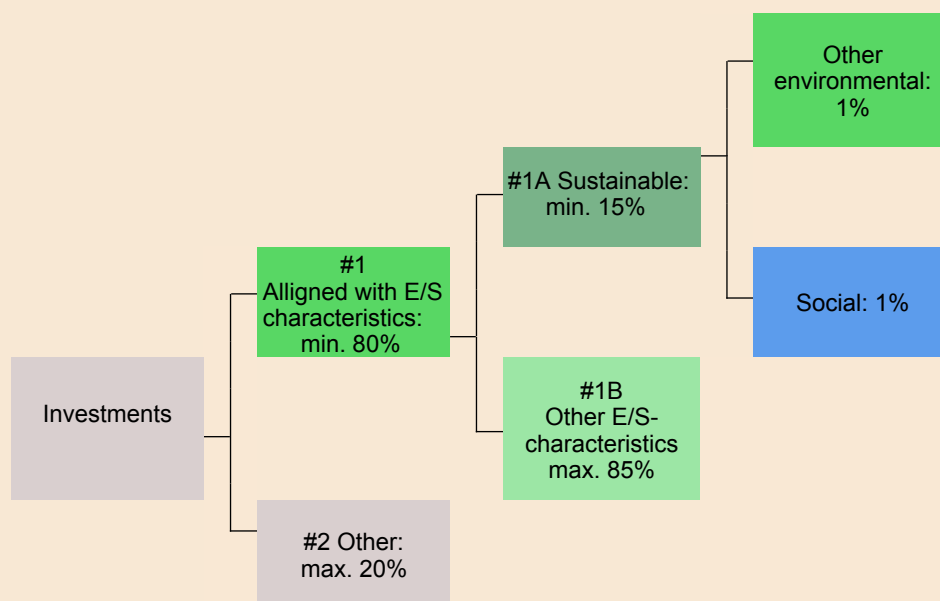 Other
environmental:
1%
#1A Sustainable:
min. 15%
#1
Alligned with E/S
characteristics:
min. 80%
Social: 1%
Investments
#1B
Other E/S-
characteristics
max. 85%
#2 Other:
max. 20%